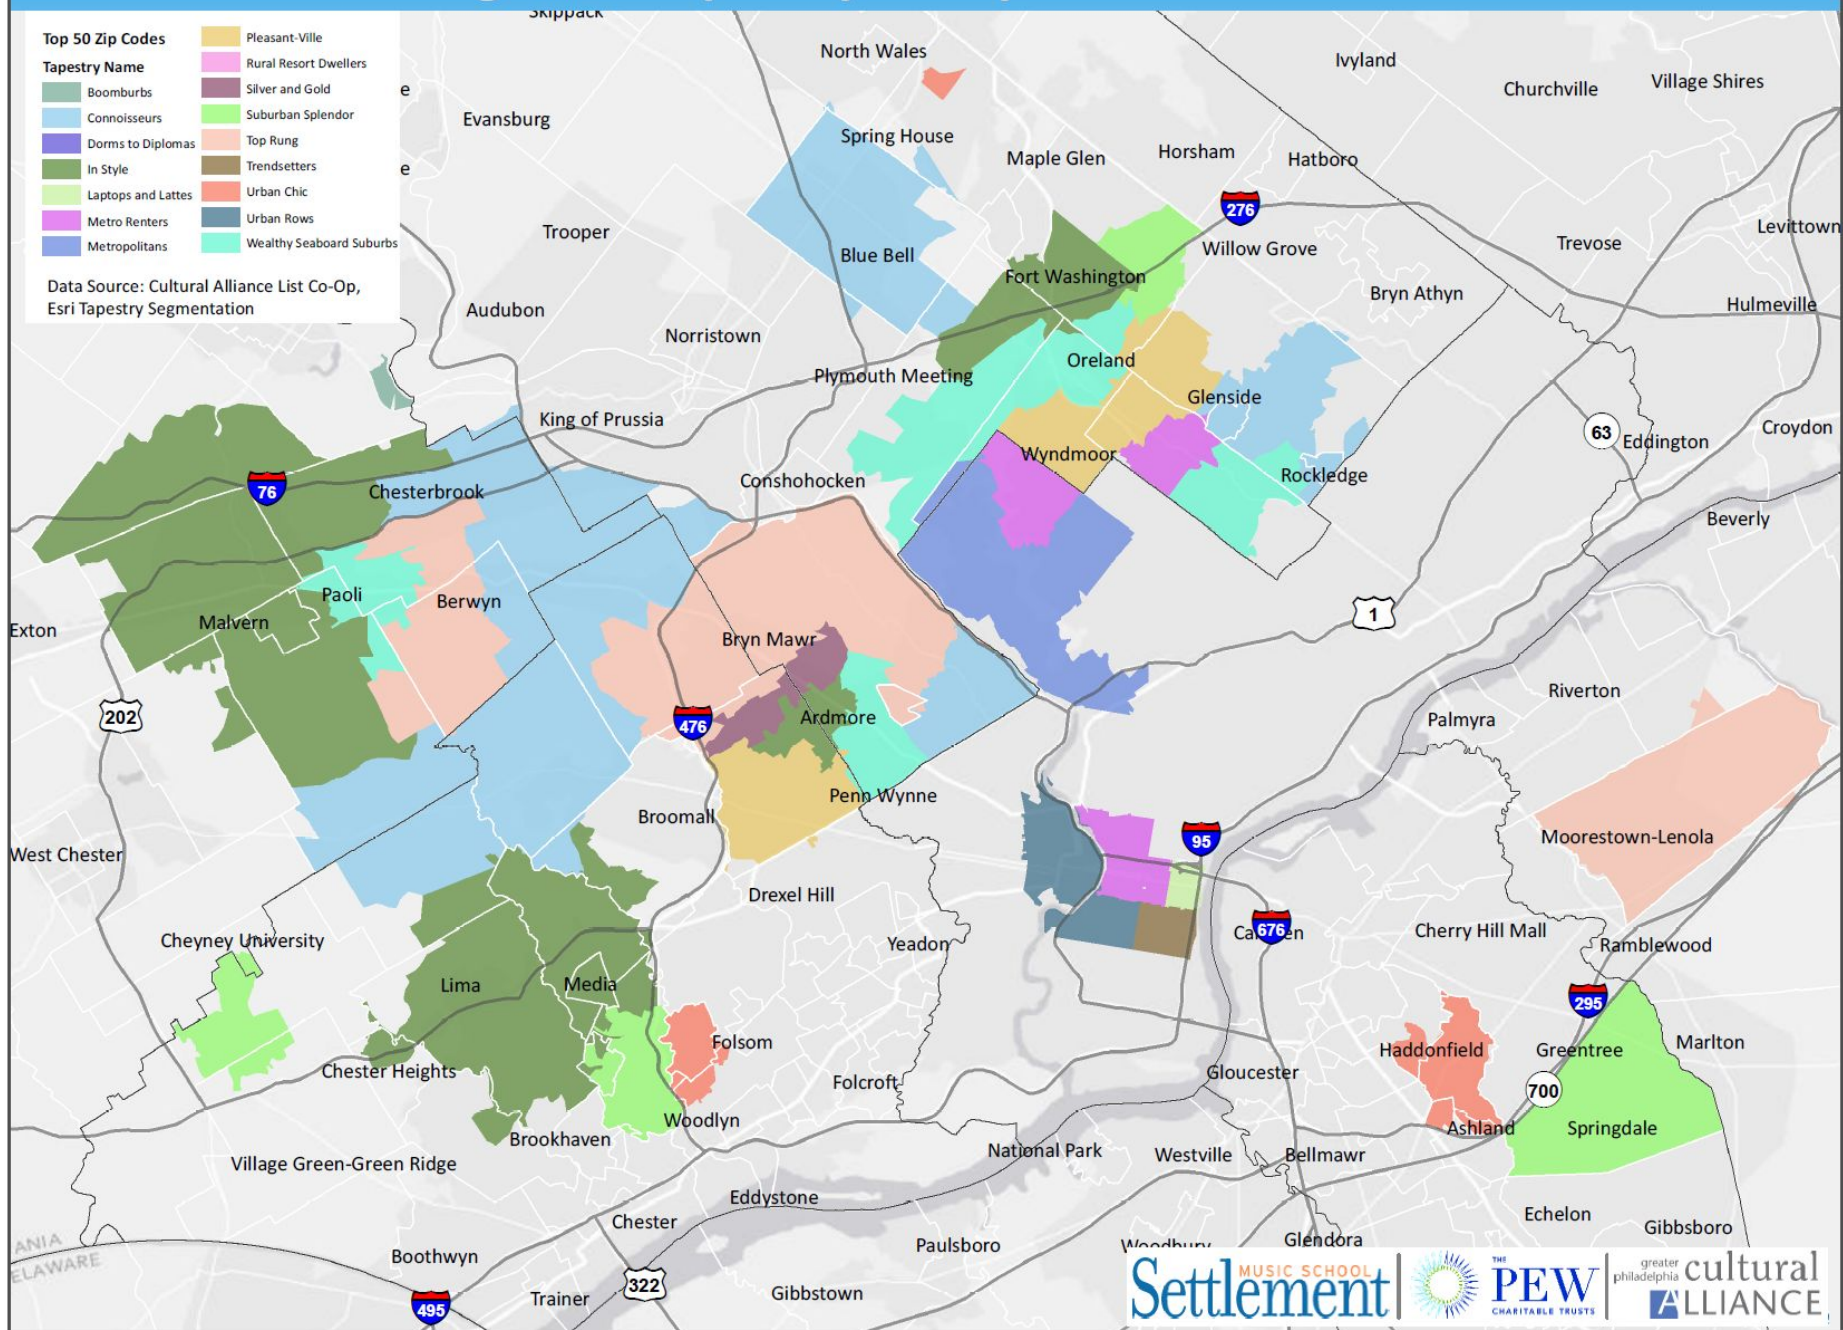 Skippack
Top 50 Zip Codes
Tapestry Name
Boomburbs
Connoisseurs
Dorms to Diplomas
In Style
Laptops and Lattes
Metro Renters
Metropolitans
Pleasant-Ville
Rural Resort Dwellers
Silver and Gold
Suburban Splendor
Top Rung
Trendsetters
Urban Chic
Urban Rows
Wealthy Seaboard Suburbs
Data Source: Cultural Alliance List Co-Op,
Esri Tapestry Segmentation
North Wales
Ivyland
Churchville
Village Shires
e
Evansburg
Spring House
Maple Glen
Horsham
Hatboro
e
276
Trooper
Levittown
Trevose
Willow Grove
Blue Bell
Fort Washington
Bryn Athyn
Hulmeville
Audubon
Norristown
Oreland
Plymouth Meeting
Glenside
King of Prussia
63
Eddington
Croydon
Wyndmoor
Rockledge
76
Chesterbrook
Conshohocken
Beverly
Paoli
Berwyn
1
Exton
Malvern
Bryn Mawr
Riverton
202
476
Ardmore
Palmyra
Penn Wynne
Broomall
95
Moorestown-Lenola
West Chester
Drexel Hill
Cheyney University
Yeadon
676
Cherry Hill Mall
Ramblewood
Lima
Media
295
Folsom
Haddonfield
Greentree
Marlton
Chester Heights
Folcroft
Gloucester
700
Woodlyn
Ashland
Springdale
Brookhaven
National Park
Westville
Bellmawr
Village Green-Green Ridge
Eddystone
Chester
Echelon
Gibbsboro
ANIA
ELAWARE
Boothwyn
Paulsboro
Woodbury
Glendora
322
495
Trainer
Gibbstown
MUSIC SCHOOL
Settlement
THE
PEW
CHARITABLE TRUSTS
greater
philadelphia
cultural
ALLIANCE